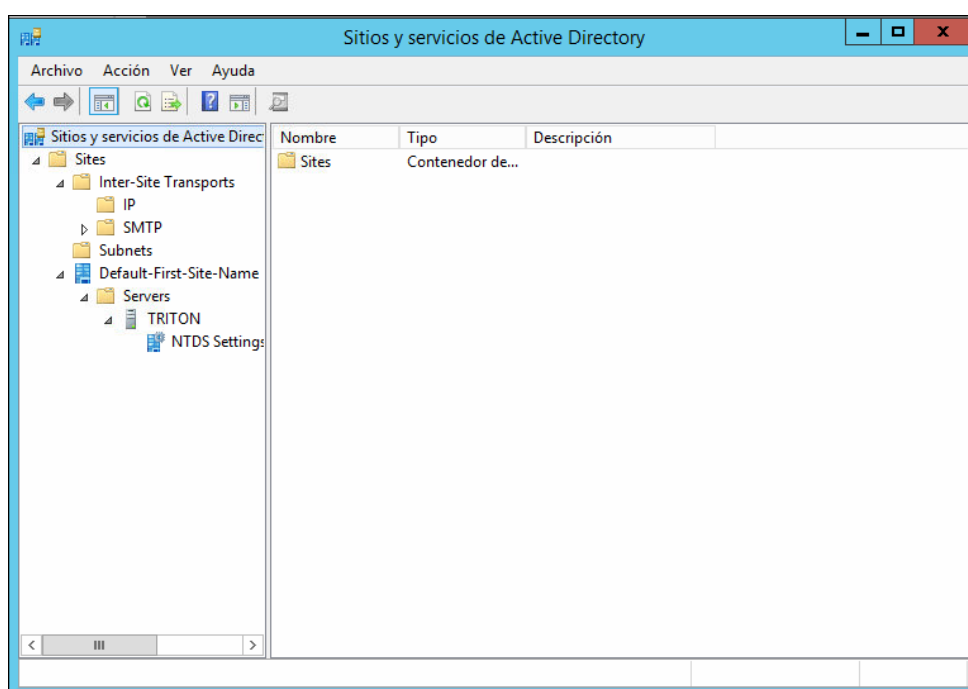 Sitios y servicios de Active Directory
Archivo Acción Ver Ayuda
Sitios y servicios de Active Direc
Sites
Inter-Site Transports
IP
SMTP
Subnets
Default-First-Site-Name
Servers
TRITON
NTDS Settings
Nombre Tipo Descripción
Sites Contenedor de...